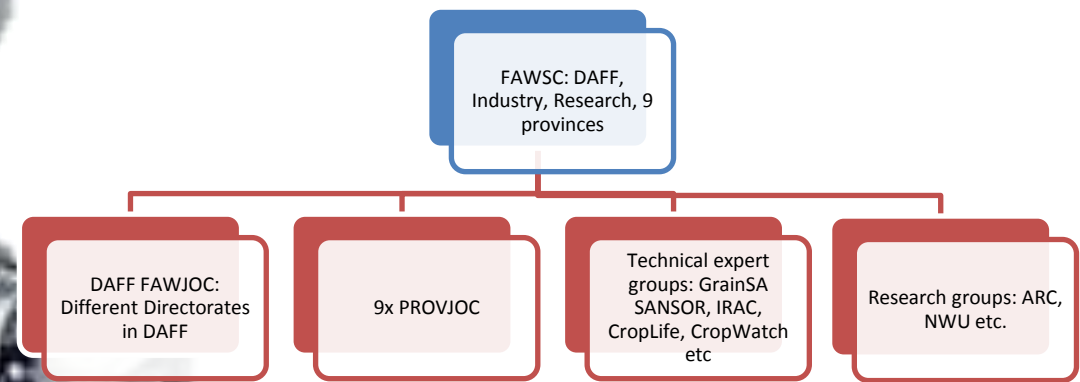 FAWSC: DAFF,
Industry, Research, 9
provinces
DAFF FAWJOC:
Different Directorates
in DAFF
9x PROVJOC
Technical expert
groups: GrainSA
SANSOR, IRAC,
CropLife, CropWatch
etc
Research groups: ARC,
NWU etc.